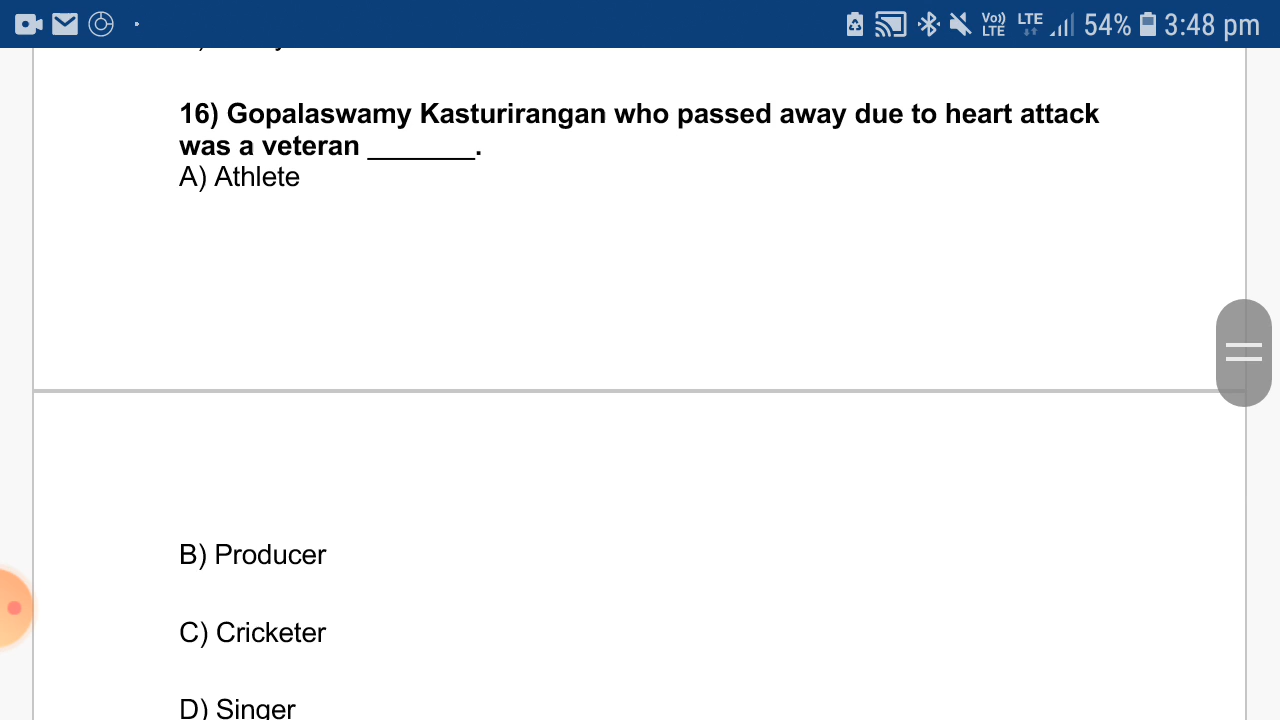 Vo)) LTE LTE 54% 3:48 pm
16) Gopalaswamy Kasturirangan who passed away due to heart attack
was a veteran _______.
A) Athlete
B) Producer
C) Cricketer
D) Singer